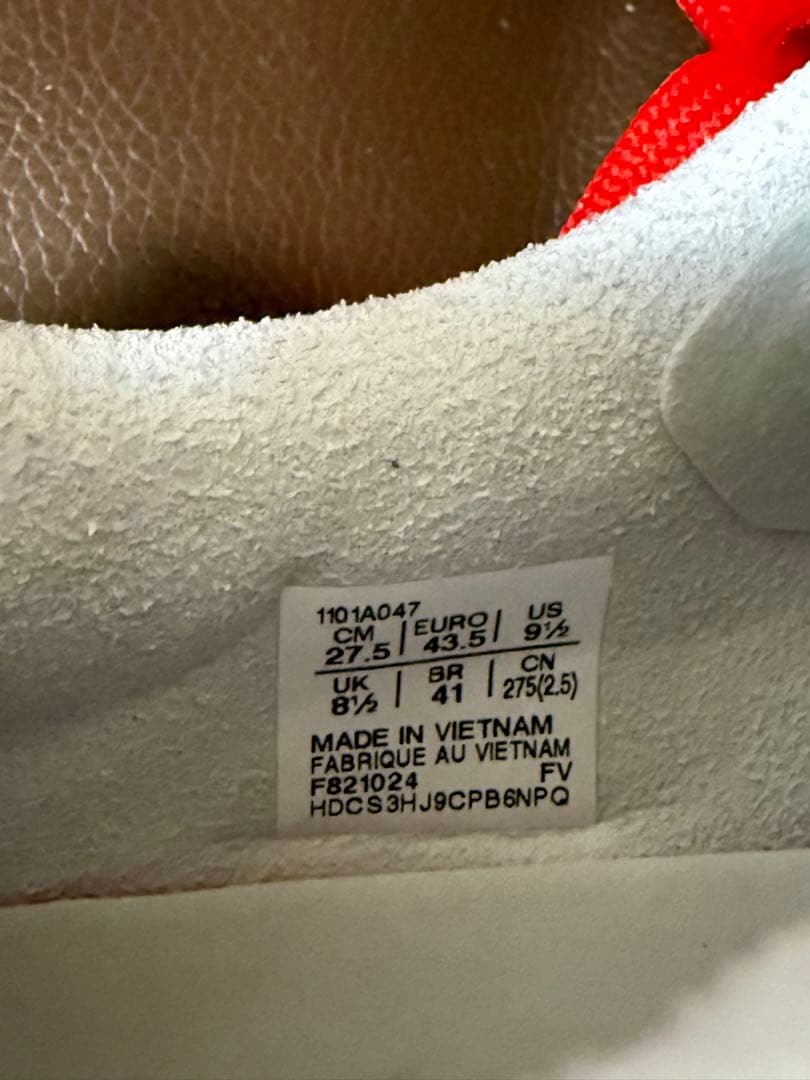 1101A047
CM | EURO | US
27.5 | 43.5 | 9½
UK | BR | CN
8½ | 41 | 275(2.5)
MADE IN VIETNAM
FABRIQUE AU VIETNAM
F821024 FV
HDCS3HJ9CPB6NPQ